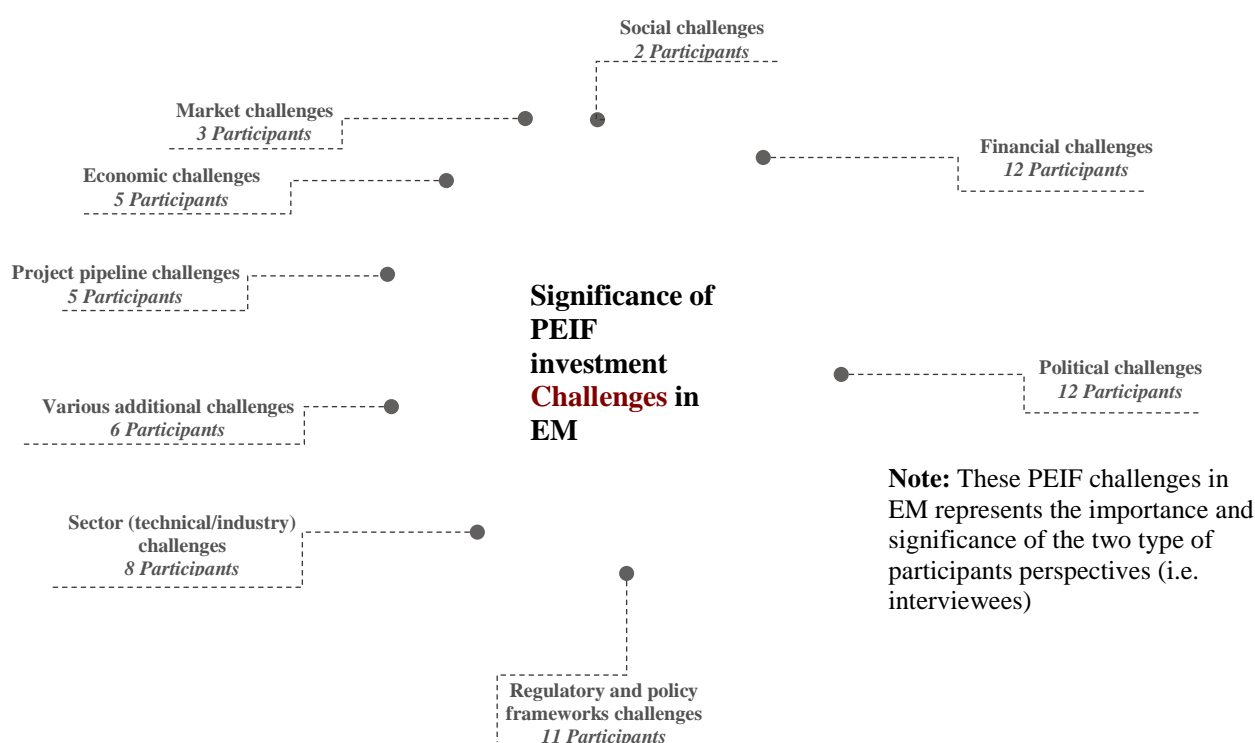 Social challenges
2 Participants
Market challenges
3 Participants
Financial challenges
12 Participants
Economic challenges
5 Participants
Project pipeline challenges
5 Participants
Significance of
PEIF
investment
Challenges in
EM
Political challenges
12 Participants
Various additional challenges
6 Participants
Note: These PEIF challenges in
EM represents the importance and
significance of the two type of
participants perspectives (i.e.
interviewees)
Sector (technical/industry)
challenges
8 Participants
Regulatory and policy
frameworks challenges
11 Participants